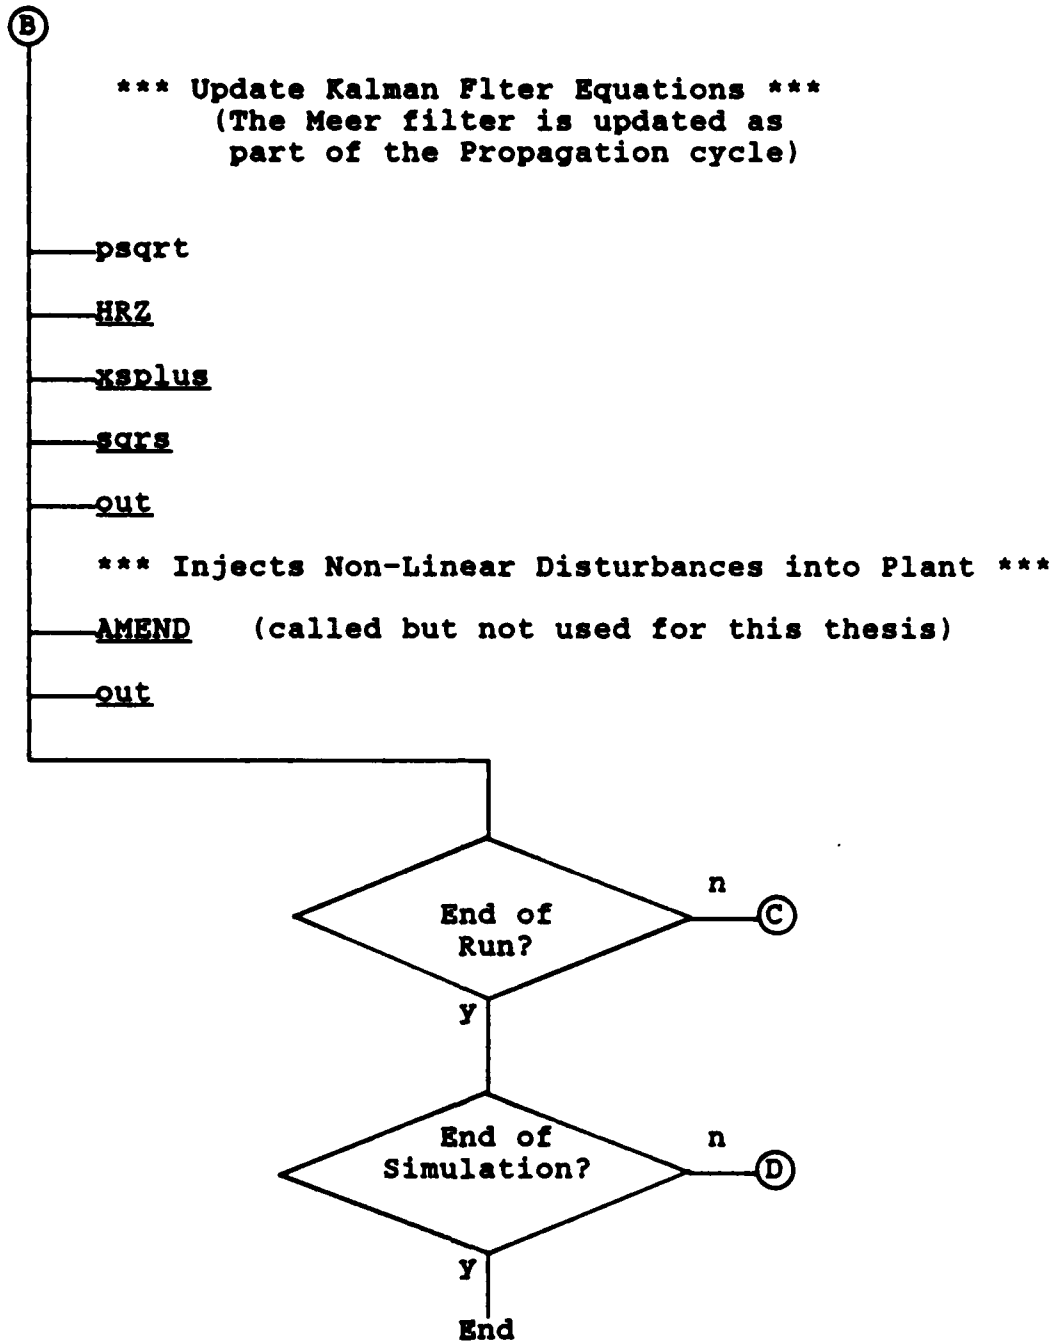 B
*** Update Kalman Flter Equations ***
(The Meer filter is updated as
part of the Propagation cycle)
psqrt
HRZ
xsplus
sqrs
out
*** Injects Non-Linear Disturbances into Plant ***
AMEND (called but not used for this thesis)
out
n
End of
C
Run?
y
End of
n
Simulation?
D
y
End